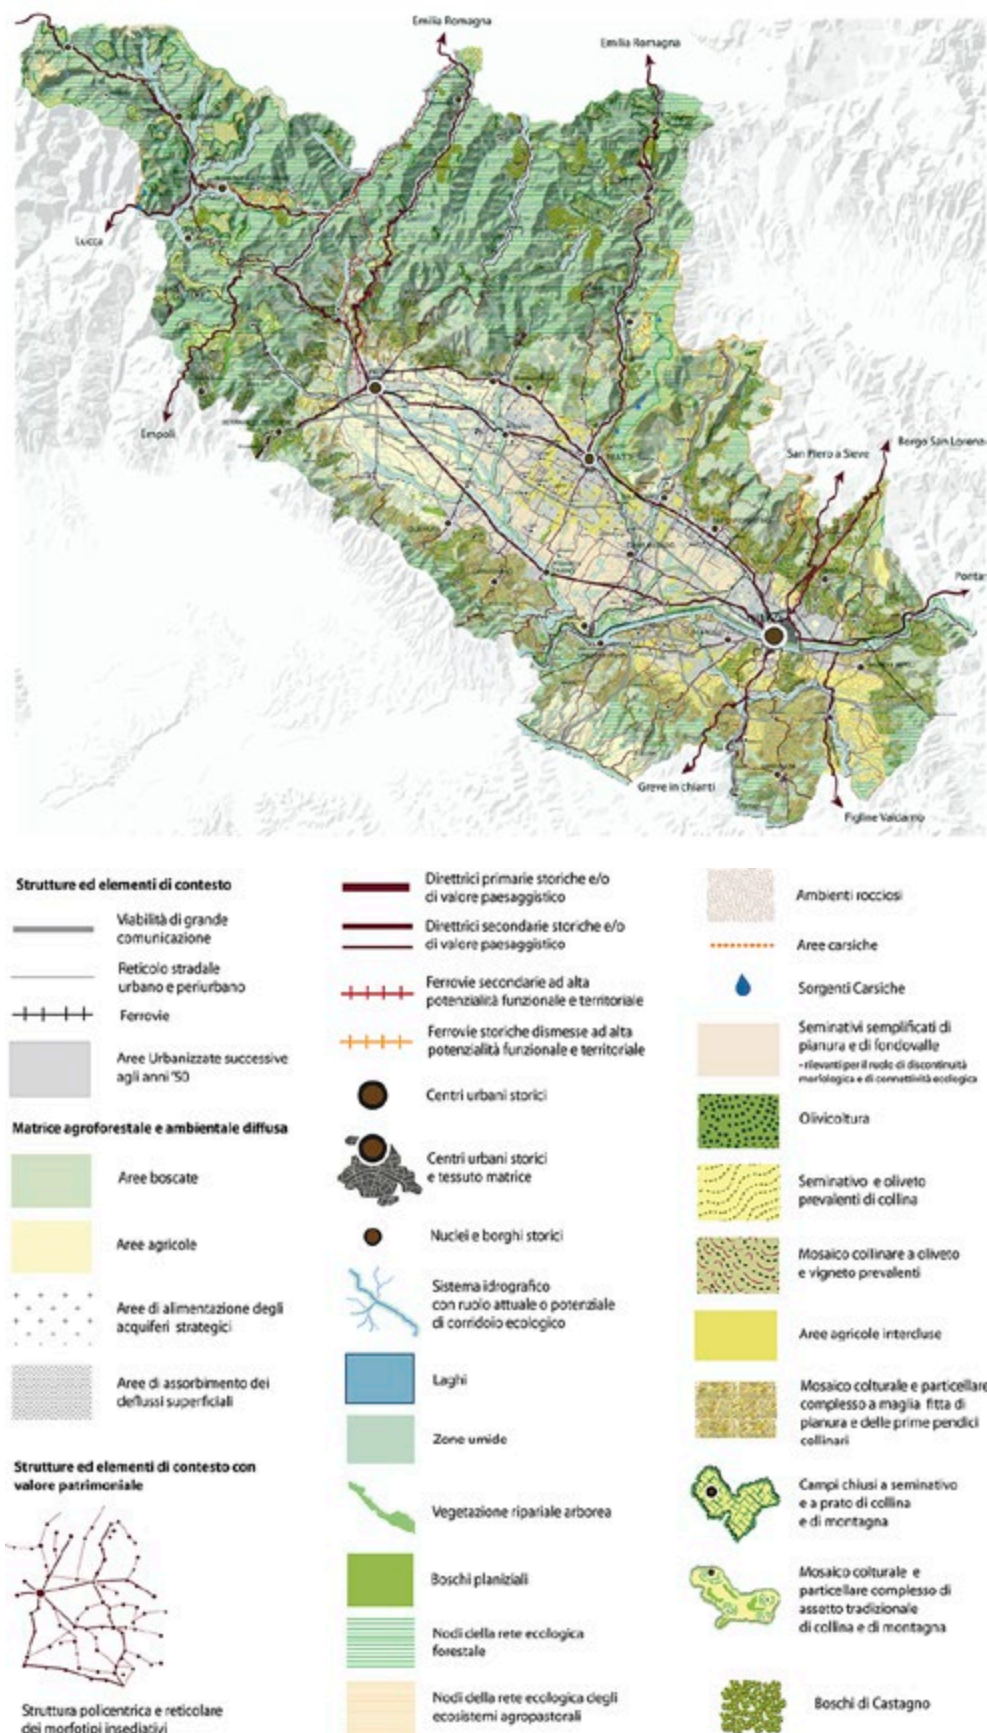 Emilia Romagna
Emilia Romagna
Lucca
Empoli
San Piero a Sieve
Borgo San Lorenzo
Greve in chianti
Figline Valdarno
Strutture ed elementi di contesto
Viabilità di grande
comunicazione
Reticolo stradale
urbano e periurbano
Ferrovie
Aree Urbanizzate successive
agli anni '50
Matrice agroforestale e ambientale diffusa
Aree boscate
Aree agricole
Aree di alimentazione degli
acquiferi strategici
Aree di assorbimento dei
deflussi superficiali
Strutture ed elementi di contesto con
valore patrimoniale
Struttura policentrica e reticolare
dei morfotipi insediativi
Direttrici primarie storiche e/o
di valore paesaggistico
Direttrici secondarie storiche e/o
di valore paesaggistico
Ferrovie secondarie ad alta
potenzialità funzionale e territoriale
Ferrovie storiche dismesse ad alta
potenzialità funzionale e territoriale
Centri urbani storici
Centri urbani storici
e tessuto matrice
Nuclei e borghi storici
Sistema idrografico
con ruolo attuale o potenziale
di corridoio ecologico
Laghi
Zone umide
Vegetazione ripariale arborea
Boschi planiziali
Nodi della rete ecologica
forestale
Nodi della rete ecologica degli
ecosistemi agropastorali
Ambienti rocciosi
Aree carsiche
Sorgenti Carsiche
Seminativi semplificati di
pianura e di fondovalle
- rilevanti per il ruolo di discontinuità
morfologica e di connettività ecologica
Olivicoltura
Seminativo e oliveto
prevalenti di collina
Mosaico collinare a oliveto
e vigneto prevalenti
Aree agricole intercluse
Mosaico colturale e particellare
complesso a maglia fitta di
pianura e delle prime pendici
collinari
Campi chiusi a seminativo
e a prato di collina
e di montagna
Mosaico colturale e
particellare complesso di
assetto tradizionale
di collina e di montagna
Boschi di Castagno